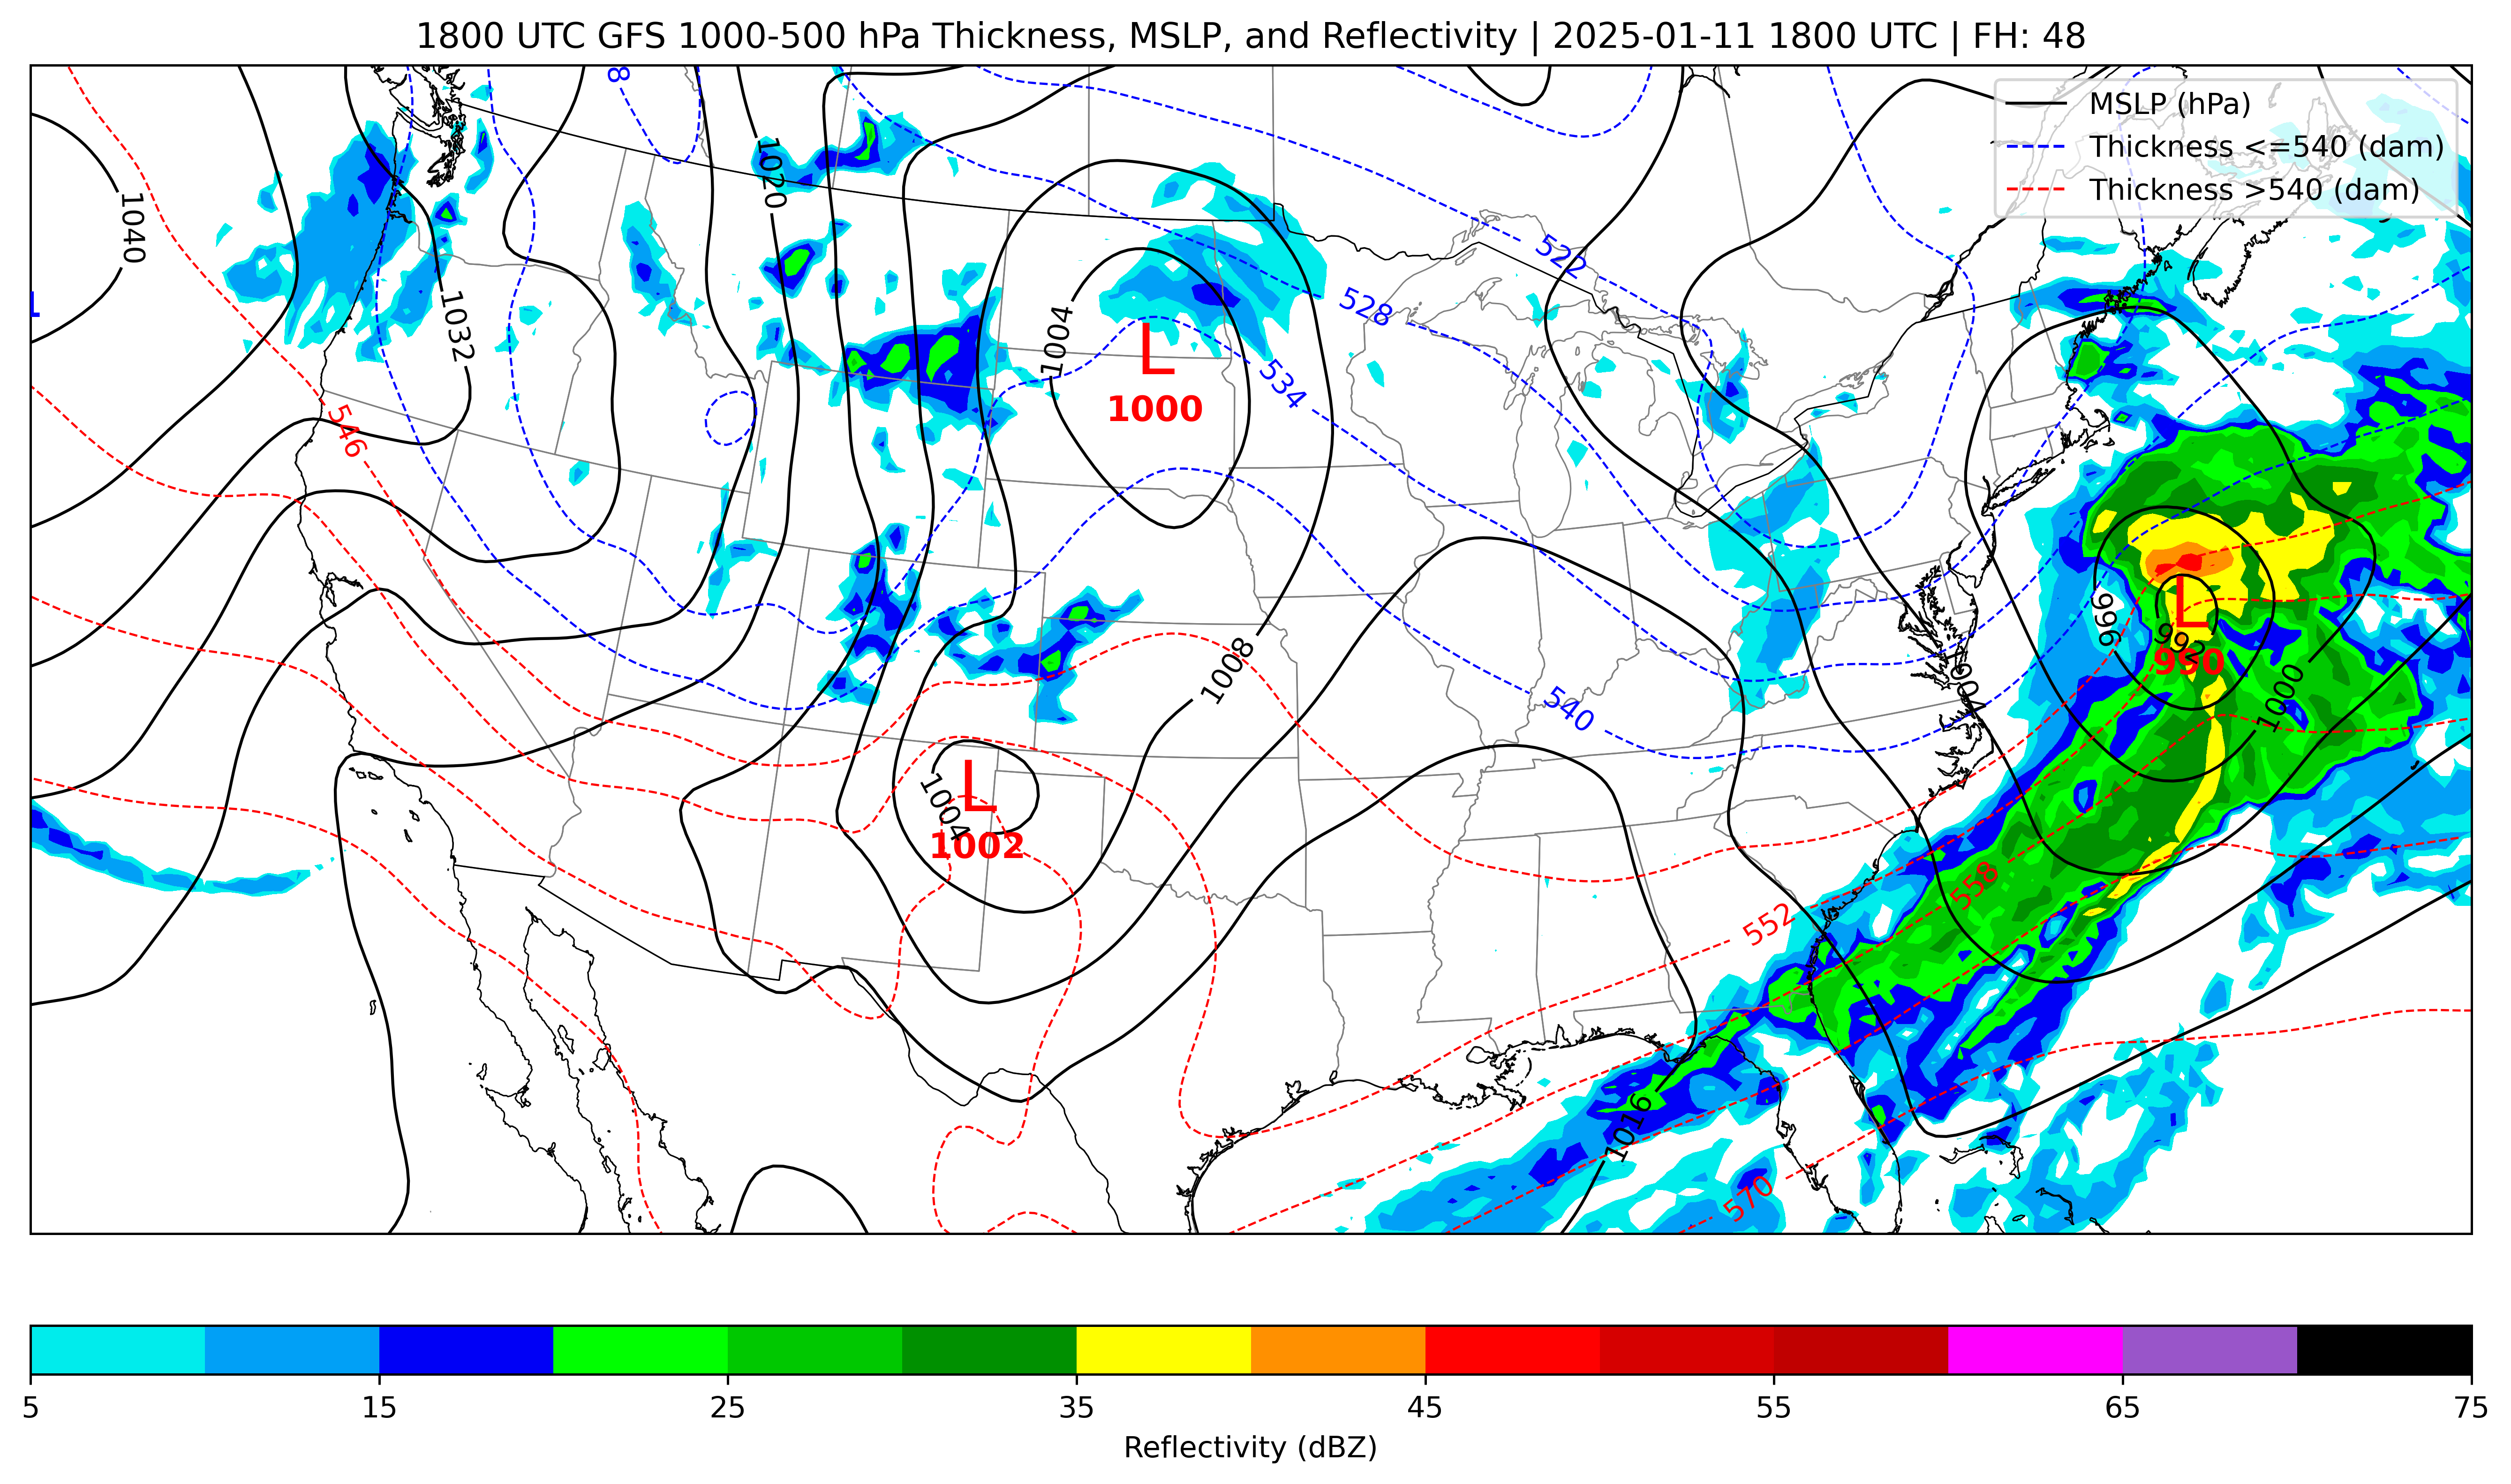 1800 UTC GFS 1000-500 hPa Thickness, MSLP, and Reflectivity | 2025-01-11 1800 UTC | FH: 48
MSLP (hPa)
Thickness <=540 (dam)
Thickness >540 (dam)
8
1020
1040
522
528
1032
1004
L
1000
534
546
996
L
992
990
1004
1008
540
1000
L
1004
1002
558
552
1016
570
5 15 25 35 45 55 65 75
Reflectivity (dBZ)